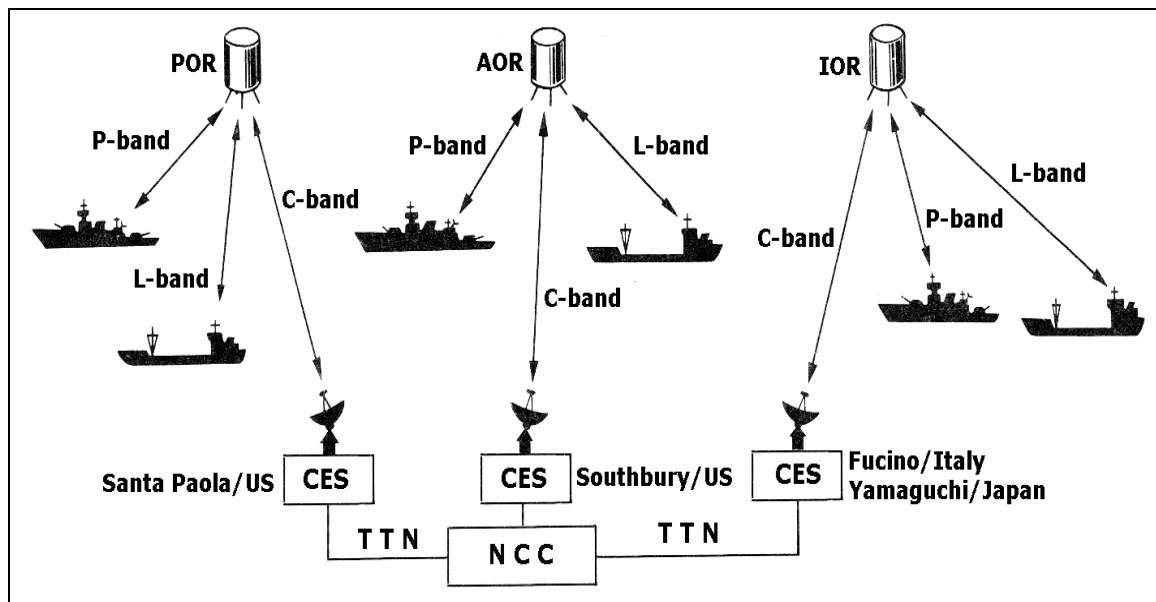 POR
AOR
IOR
P-band
P-band
L-band
L-band
C-band
C-band
P-band
L-band
C-band
Santa Paola/US
CES
CES
Southbury/US
CES
Fucino/Italy
Yamaguchi/Japan
T T N
N C C
T T N